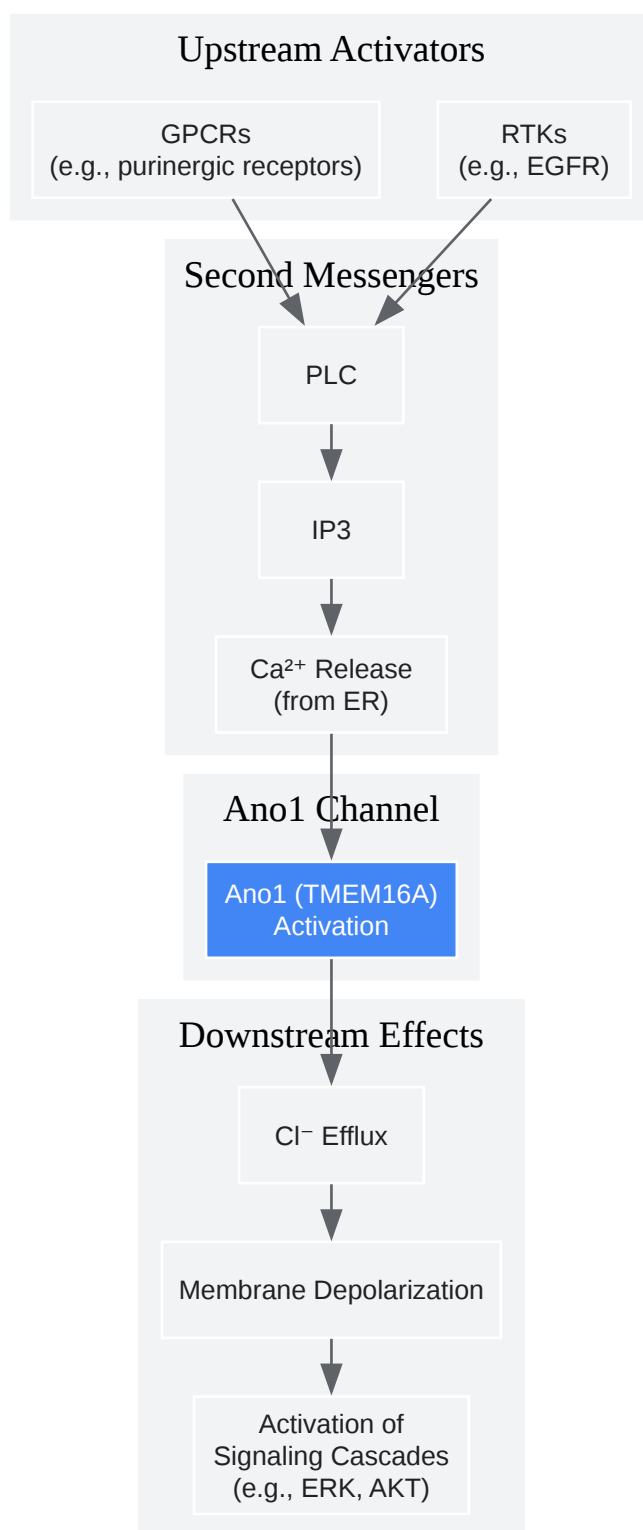 Upstream Activators
GPCRs
(e.g., purinergic receptors)
RTKs
(e.g., EGFR)
Second Messengers
PLC
IP3
Ca²⁺ Release
(from ER)
Ano1 Channel
Ano1 (TMEM16A)
Activation
Downstream Effects
Cl⁻ Efflux
Membrane Depolarization
Activation of
Signaling Cascades
(e.g., ERK, AKT)